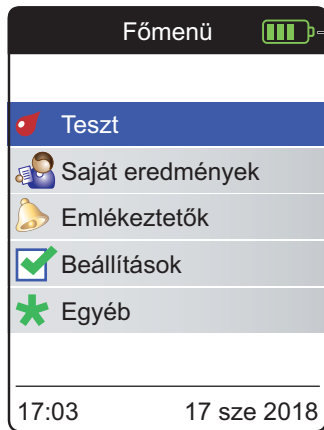 Főmenü
Teszt
Saját eredmények
Emlékeztetők
Beállítások
Egyéb
17:03 17 sze 2018